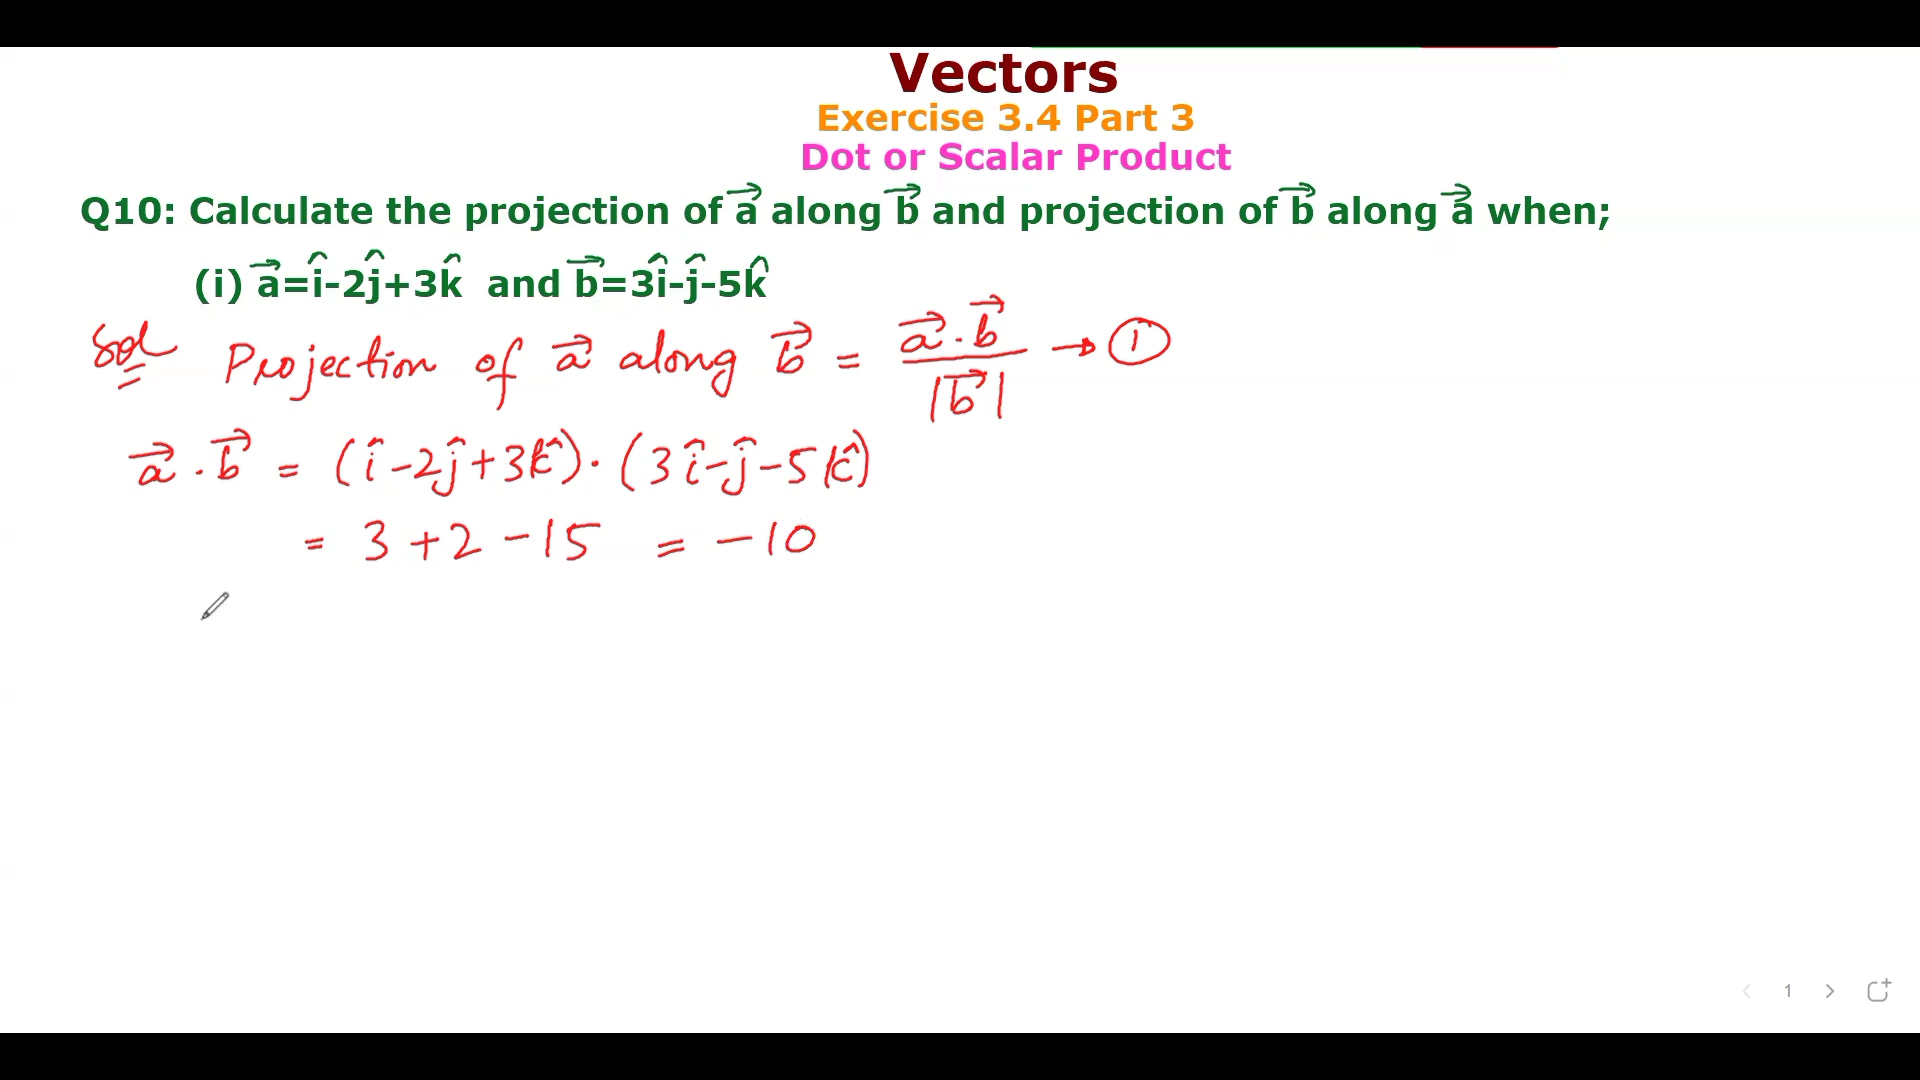 Vectors
Exercise 3.4 Part 3
Dot or Scalar Product
Q10: Calculate the projection of a⃗ along b⃗ and projection of b⃗ along a⃗ when;
(i) a⃗=î-2ĵ+3k̂ and b⃗=3î-ĵ-5k̂
Sol Projection of a⃗ along b⃗ = a⃗ . b⃗ / |b⃗| → ①
a⃗ . b⃗ = (î-2ĵ+3k̂) . (3î-ĵ-5k̂)
= 3+2-15 = -10
1